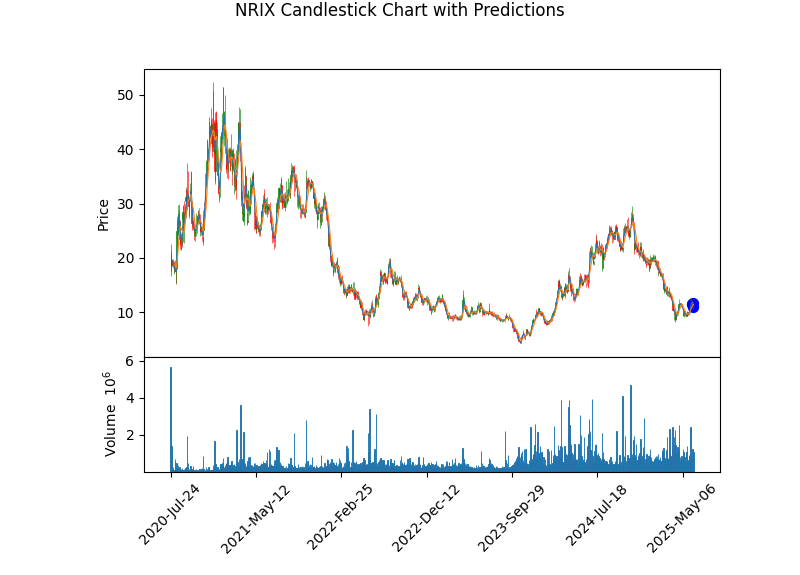 NRIX Candlestick Chart with Predictions
50
40
30
20
10
Price
6
4
2
Volume 10^6
2020-Jul-24
2021-May-12
2022-Feb-25
2022-Dec-12
2023-Sep-29
2024-Jul-18
2025-May-06